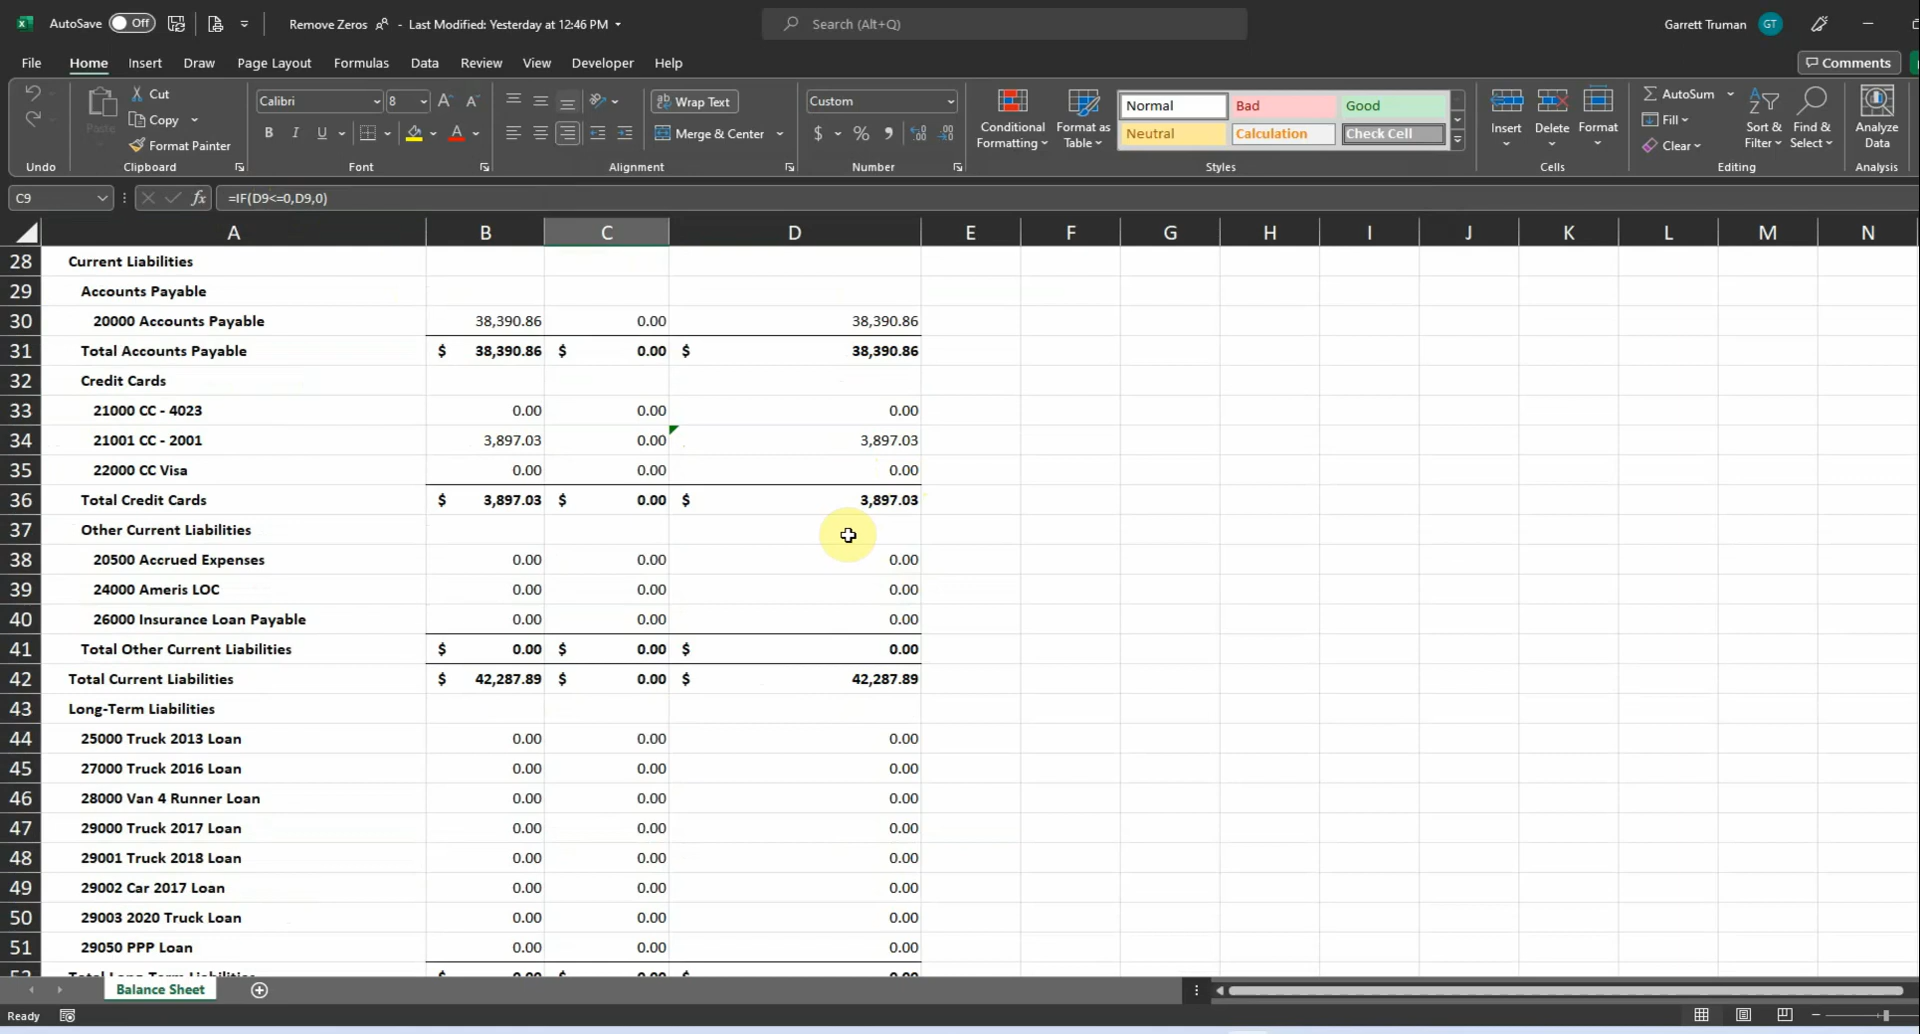 AutoSave Off Remove Zeros - Last Modified: Yesterday at 12:46 PM Search (Alt+Q) Garrett Truman GT
File Home Insert Draw Page Layout Formulas Data Review View Developer Help Comments
Paste Cut Copy Format Painter
Calibri 8 B I U A
Wrap Text Merge & Center
Custom $ % ,
Conditional Formatting Format as Table Normal Bad Good Neutral Calculation Check Cell
Insert Delete Format
AutoSum Fill Clear Sort & Filter Find & Select Analyze Data
Undo Clipboard Font Alignment Number Styles Cells Editing Analysis
C9 fx =IF(D9<=0,D9,0)
A B C D E F G H I J K L M N
28 Current Liabilities
29 Accounts Payable
30 20000 Accounts Payable 38,390.86 0.00 38,390.86
31 Total Accounts Payable $ 38,390.86 $ 0.00 $ 38,390.86
32 Credit Cards
33 21000 CC - 4023 0.00 0.00 0.00
34 21001 CC - 2001 3,897.03 0.00 3,897.03
35 22000 CC Visa 0.00 0.00 0.00
36 Total Credit Cards $ 3,897.03 $ 0.00 $ 3,897.03
37 Other Current Liabilities
38 20500 Accrued Expenses 0.00 0.00 0.00
39 24000 Ameris LOC 0.00 0.00 0.00
40 26000 Insurance Loan Payable 0.00 0.00 0.00
41 Total Other Current Liabilities $ 0.00 $ 0.00 $ 0.00
42 Total Current Liabilities $ 42,287.89 $ 0.00 $ 42,287.89
43 Long-Term Liabilities
44 25000 Truck 2013 Loan 0.00 0.00 0.00
45 27000 Truck 2016 Loan 0.00 0.00 0.00
46 28000 Van 4 Runner Loan 0.00 0.00 0.00
47 29000 Truck 2017 Loan 0.00 0.00 0.00
48 29001 Truck 2018 Loan 0.00 0.00 0.00
49 29002 Car 2017 Loan 0.00 0.00 0.00
50 29003 2020 Truck Loan 0.00 0.00 0.00
51 29050 PPP Loan 0.00 0.00 0.00
Balance Sheet
Ready